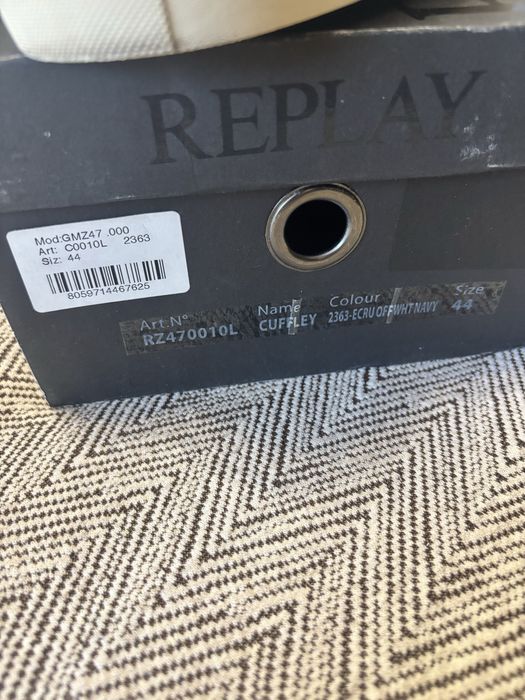 REPLAY
Mod:GMZ47 .000
Art: C0010L 2363
Siz: 44
8059714467625
Art.N° Name Colour Size
RZ470010L CUFFLEY 2363-ECRU OFFWHT NAVY 44